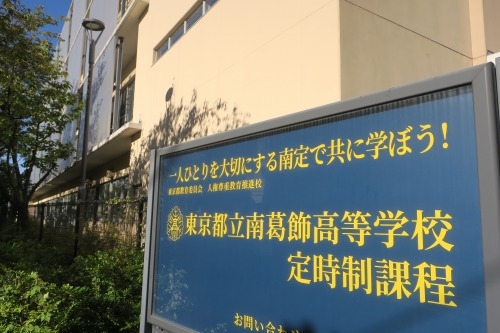 一人ひとりを大切にする南定で共に学ぼう！
東京都教育委員会　人権尊重教育推進校
東京都立南葛飾高等学校
定時制課程
お問い合わせ